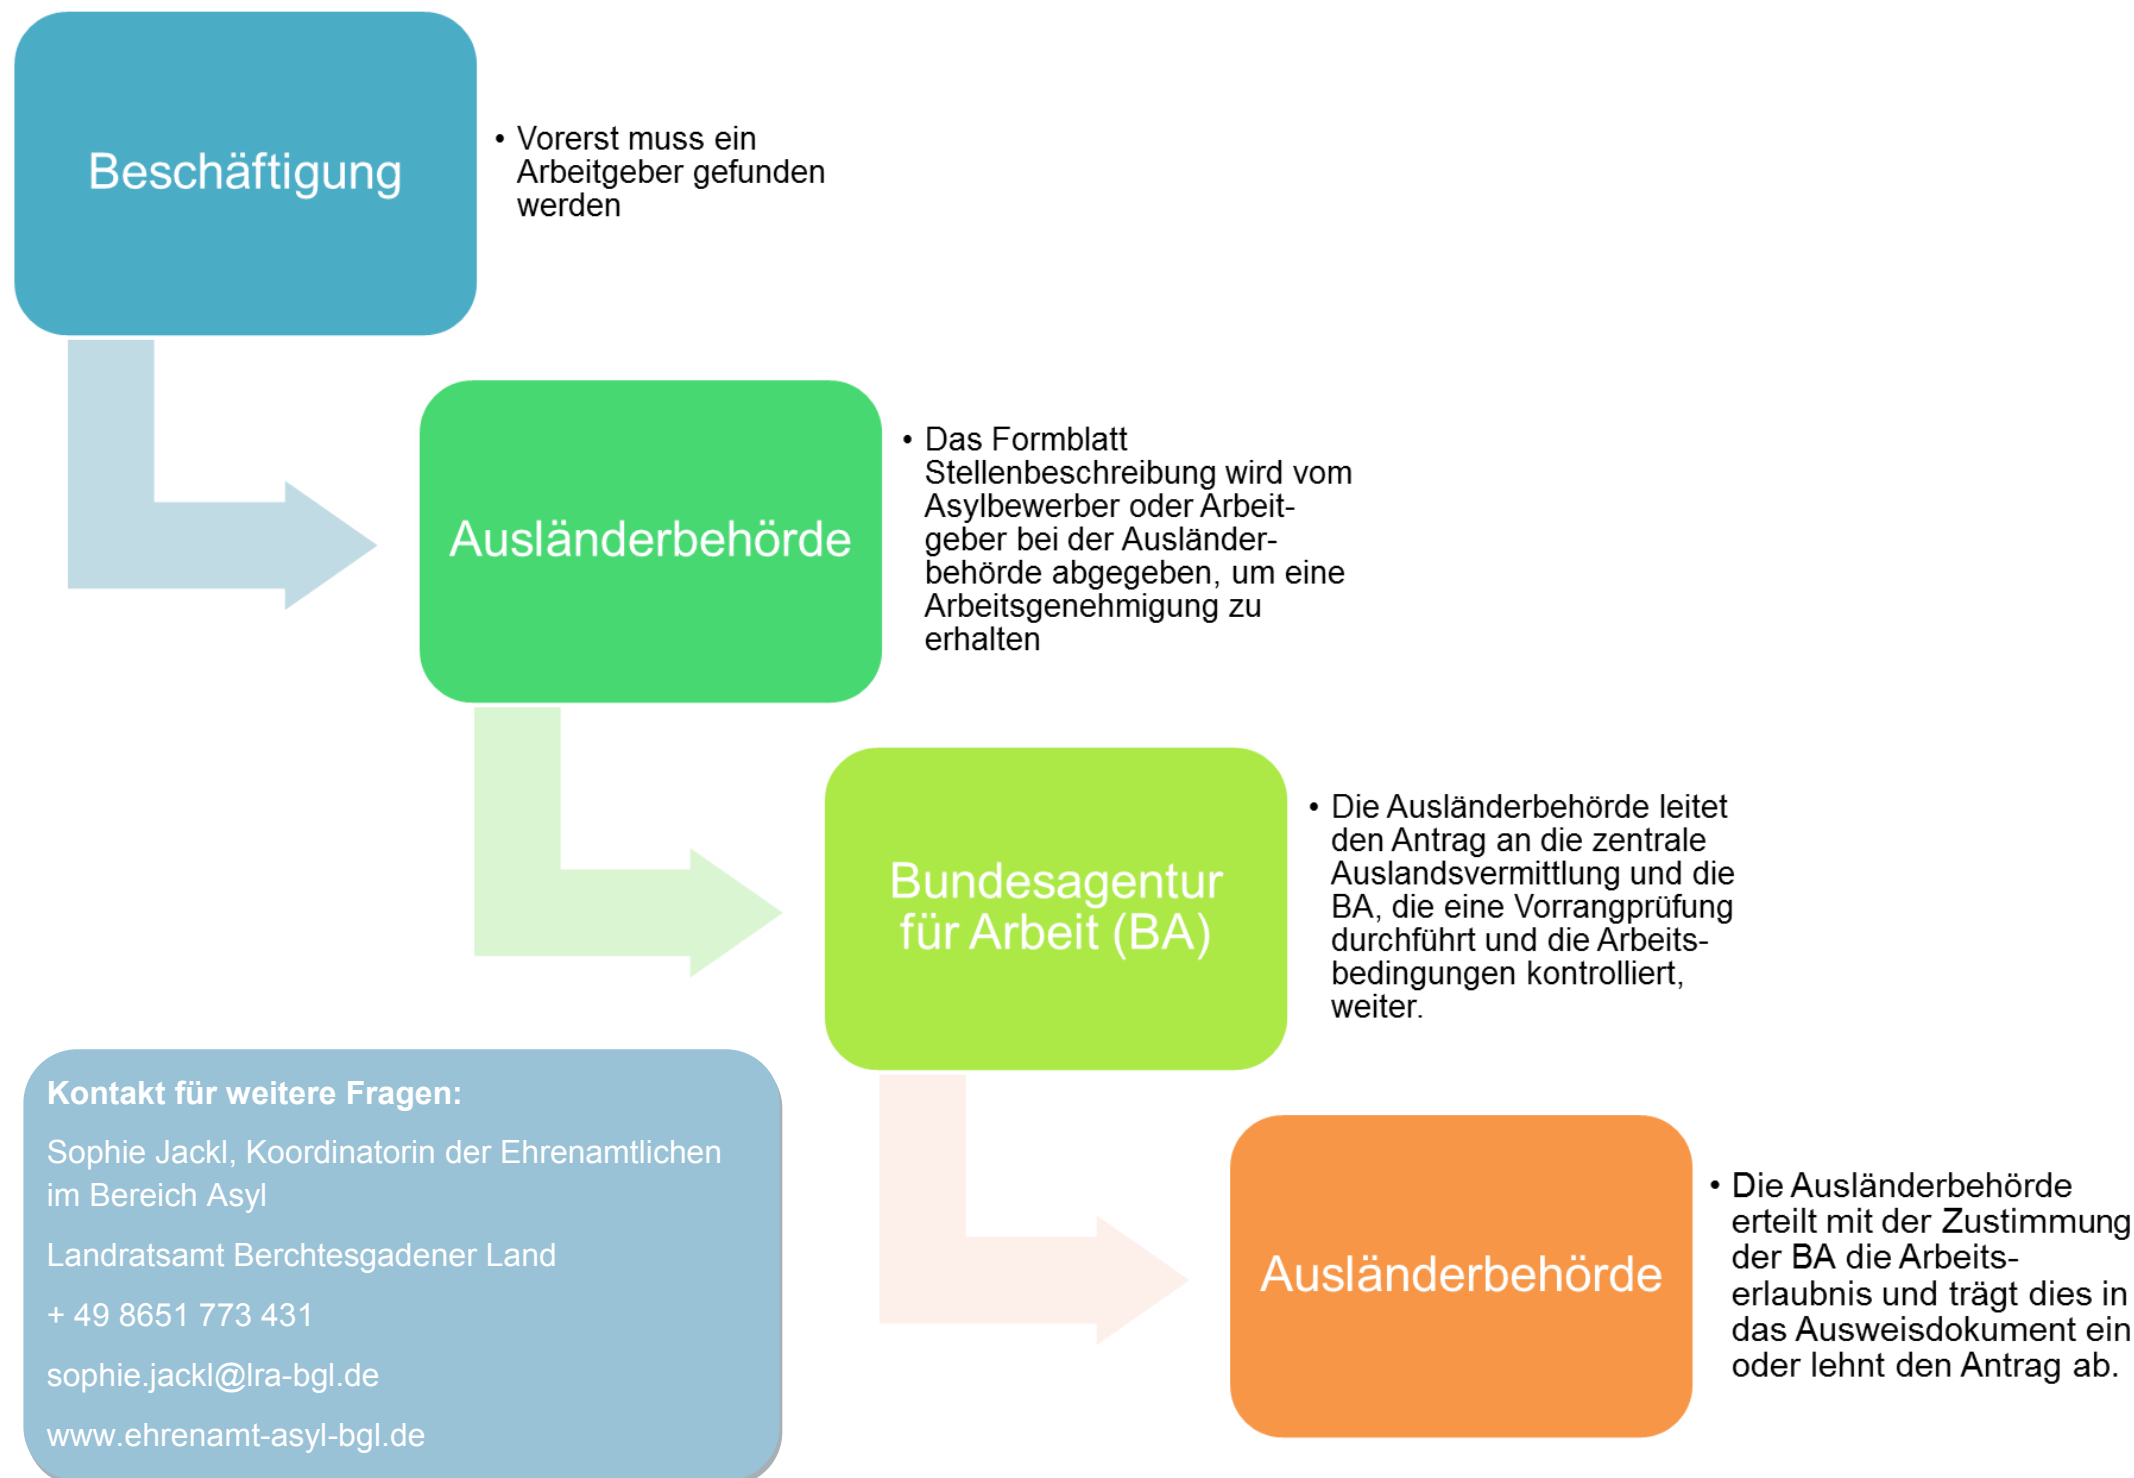 Beschäftigung
• Vorerst muss ein
Arbeitgeber gefunden
werden
Ausländerbehörde
• Das Formblatt
Stellenbeschreibung wird vom
Asylbewerber oder Arbeit-
geber bei der Ausländer-
behörde abgegeben, um eine
Arbeitsgenehmigung zu
erhalten
Bundesagentur
für Arbeit (BA)
• Die Ausländerbehörde leitet
den Antrag an die zentrale
Auslandsvermittlung und die
BA, die eine Vorrangprüfung
durchführt und die Arbeits-
bedingungen kontrolliert,
weiter.
Ausländerbehörde
• Die Ausländerbehörde
erteilt mit der Zustimmung
der BA die Arbeits-
erlaubnis und trägt dies in
das Ausweisdokument ein
oder lehnt den Antrag ab.
Kontakt für weitere Fragen:
Sophie Jackl, Koordinatorin der Ehrenamtlichen
im Bereich Asyl
Landratsamt Berchtesgadener Land
+ 49 8651 773 431
sophie.jackl@lra-bgl.de
www.ehrenamt-asyl-bgl.de